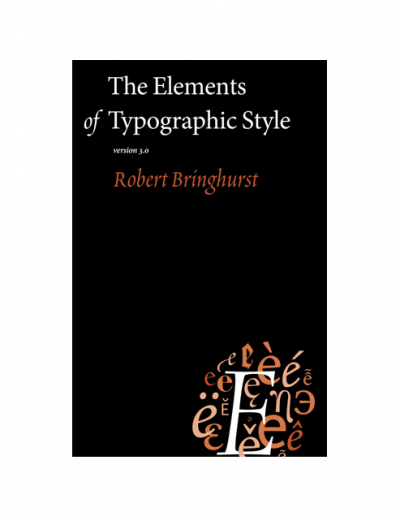 The Elements
of Typographic Style
version 3.0
Robert Bringhurst